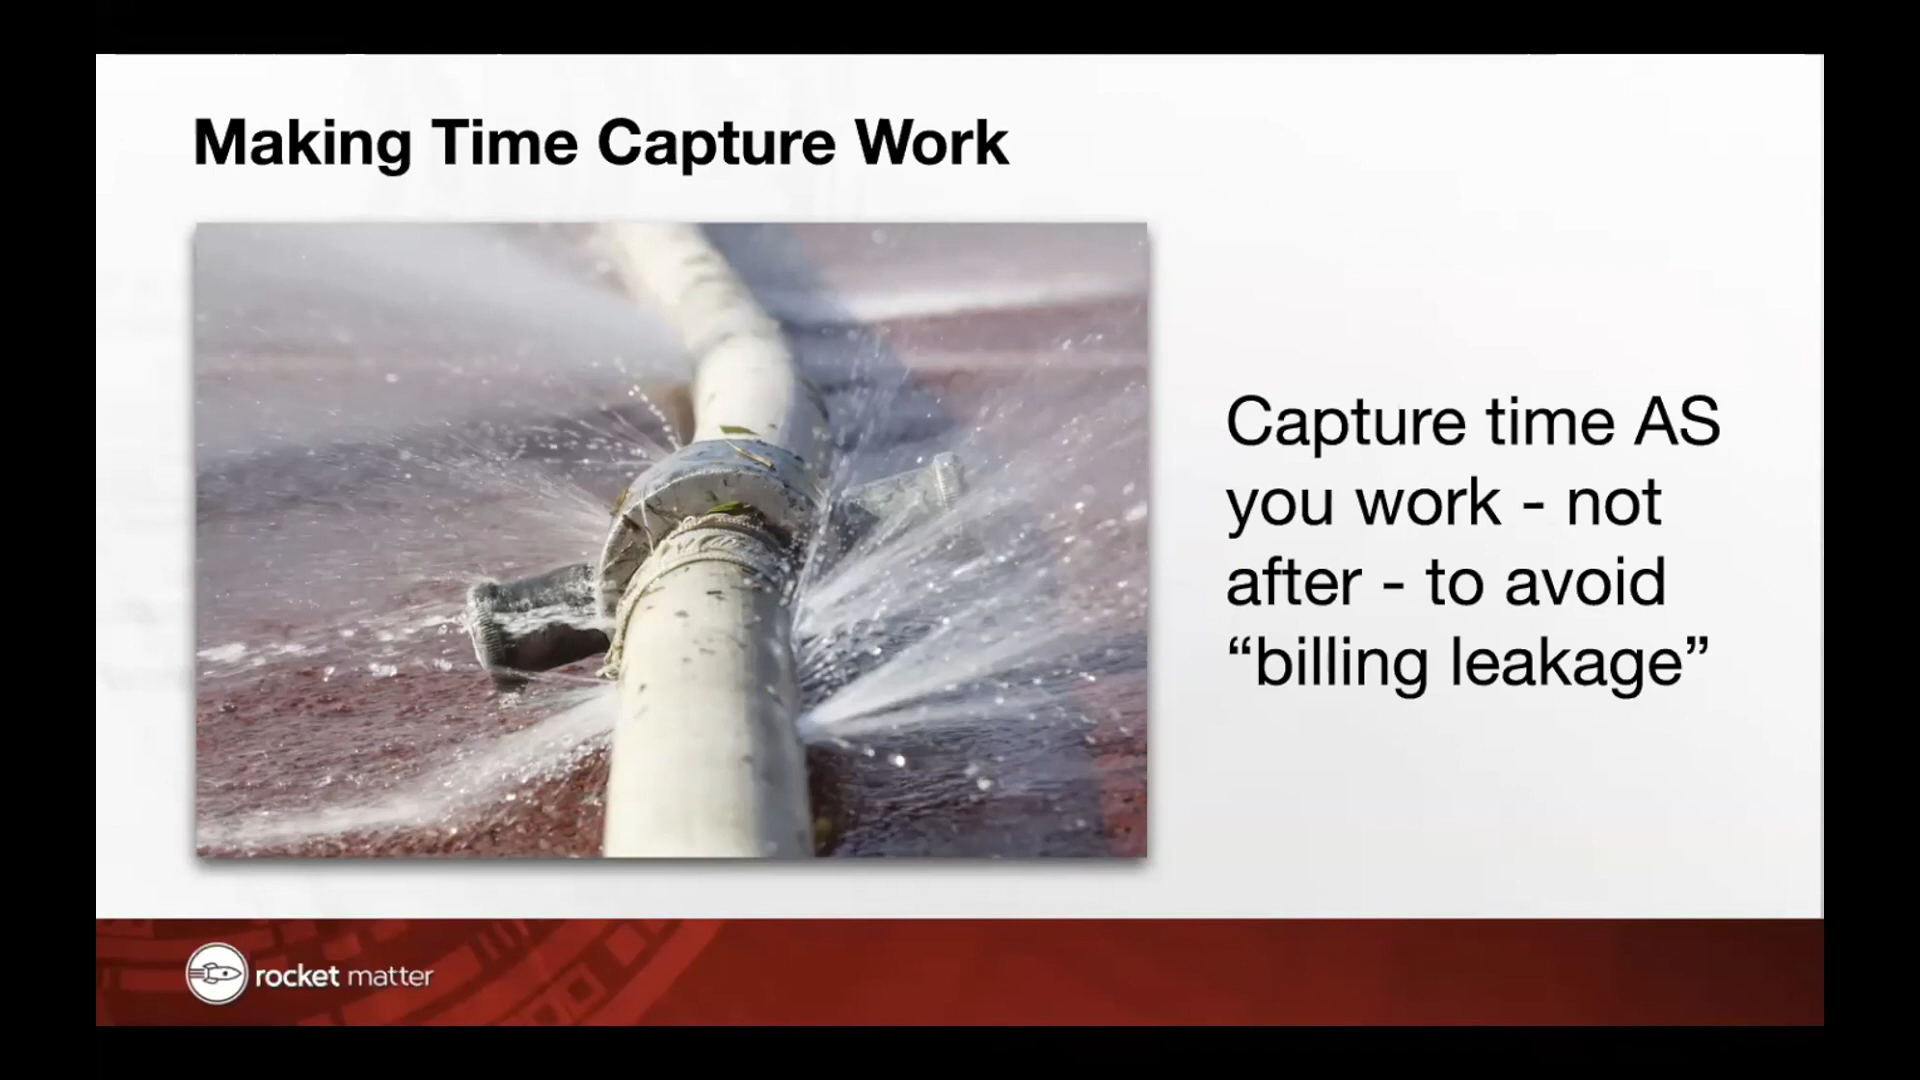 Making Time Capture Work
Capture time AS
you work - not
after - to avoid
“billing leakage”
rocket matter